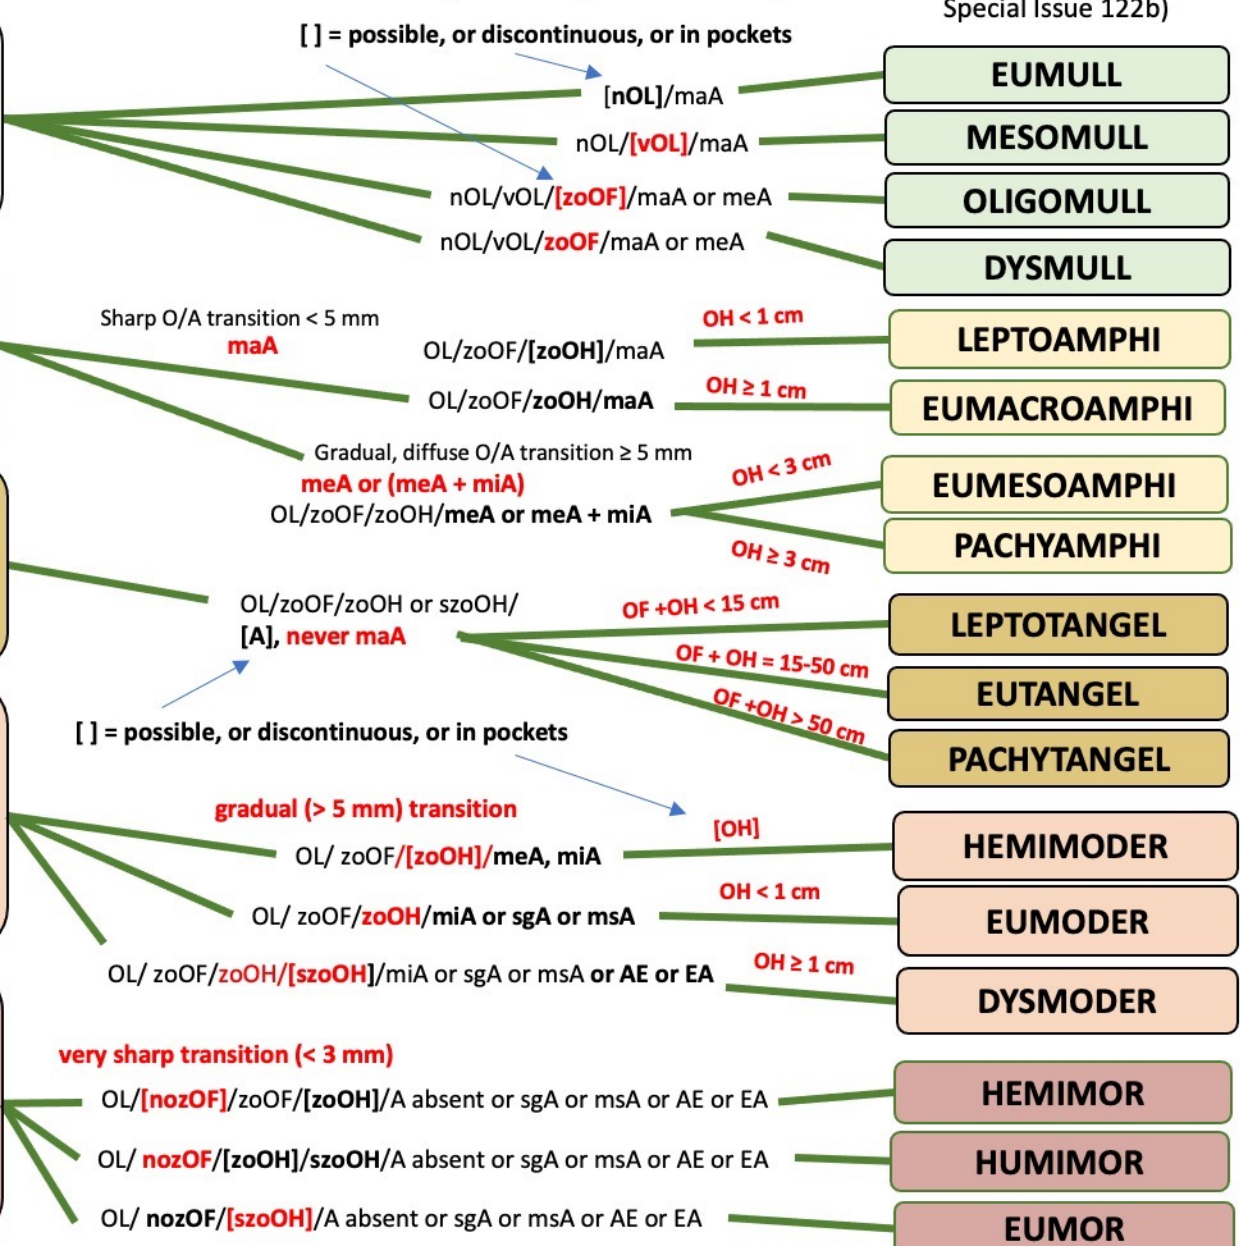 Special Issue 122b)
[ ] = possible, or discontinuous, or in pockets
[nOL]/maA
EUMULL
nOL/[vOL]/maA
MESOMULL
nOL/vOL/[zoOF]/maA or meA
OLIGOMULL
nOL/vOL/zoOF/maA or meA
DYSMULL
Sharp O/A transition < 5 mm
maA
OL/zoOF/[zoOH]/maA
OH < 1 cm
LEPTOAMPHI
OL/zoOF/zoOH/maA
OH ≥ 1 cm
EUMACROAMPHI
Gradual, diffuse O/A transition ≥ 5 mm
meA or (meA + miA)
OL/zoOF/zoOH/meA or meA + miA
OH < 3 cm
EUMESOAMPHI
OH ≥ 3 cm
PACHYAMPHI
OL/zoOF/zoOH or szoOH/
[A], never maA
OF +OH < 15 cm
LEPTOTANGEL
OF + OH = 15-50 cm
EUTANGEL
OF +OH > 50 cm
PACHYTANGEL
[ ] = possible, or discontinuous, or in pockets
gradual (> 5 mm) transition
OL/ zoOF/[zoOH]/meA, miA
[OH]
HEMIMODER
OL/ zoOF/zoOH/miA or sgA or msA
OH < 1 cm
EUMODER
OL/ zoOF/zoOH/[szoOH]/miA or sgA or msA or AE or EA
OH ≥ 1 cm
DYSMODER
very sharp transition (< 3 mm)
OL/[nozOF]/zoOF/[zoOH]/A absent or sgA or msA or AE or EA
HEMIMOR
OL/ nozOF/[zoOH]/szoOH/A absent or sgA or msA or AE or EA
HUMIMOR
OL/ nozOF/[szoOH]/A absent or sgA or msA or AE or EA
EUMOR